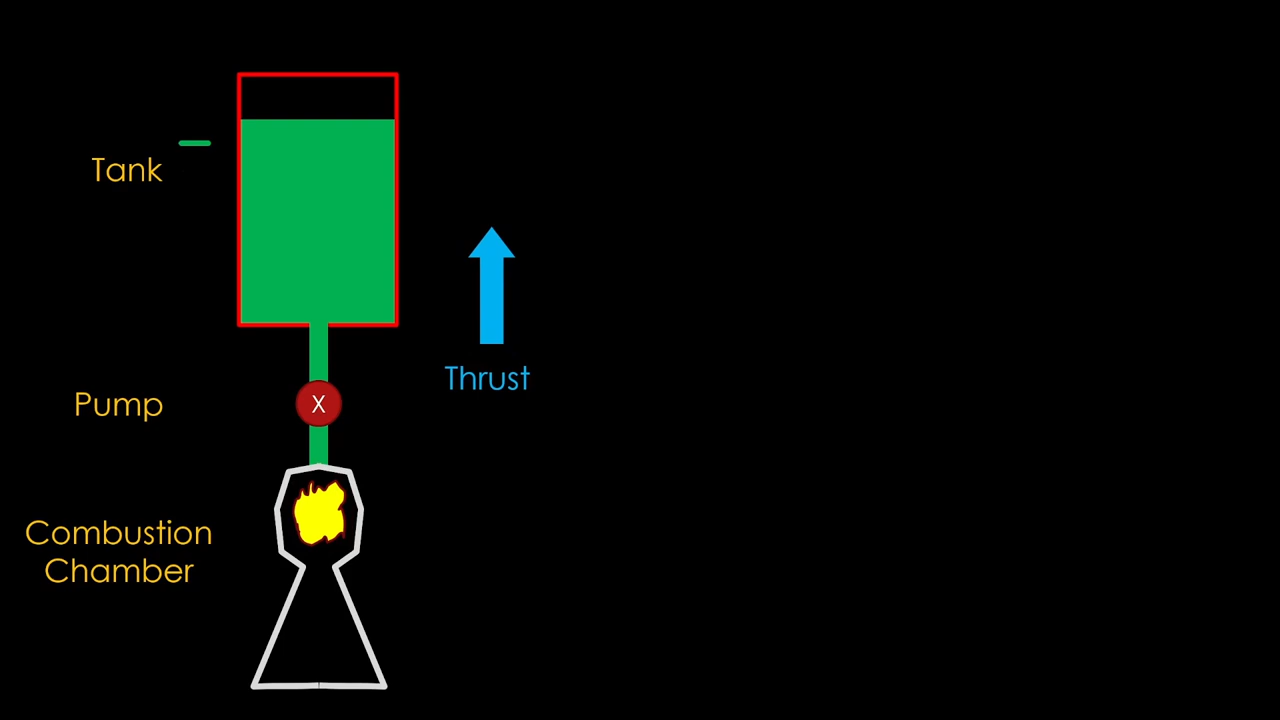 Tank
Thrust
Pump
X
Combustion
Chamber